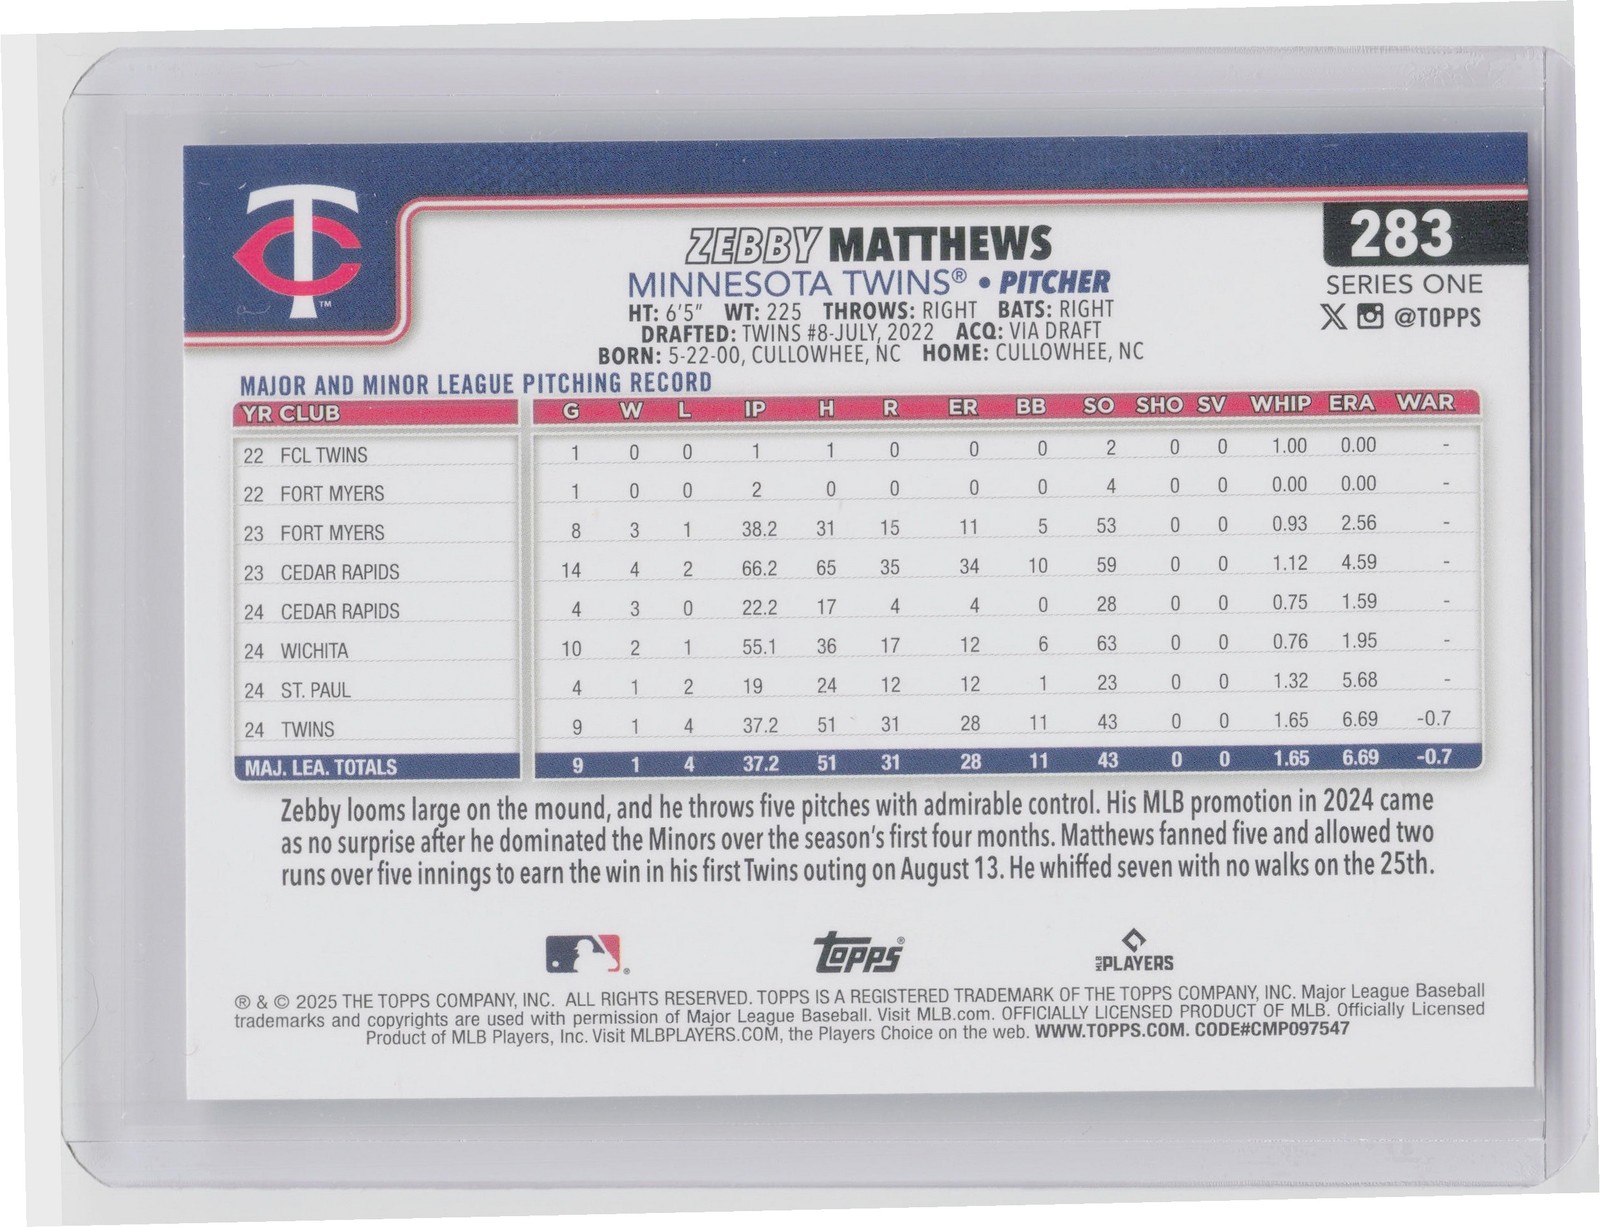 TC ™
283
SERIES ONE
X @TOPPS
ZEBBY MATTHEWS
MINNESOTA TWINS® • PITCHER
HT: 6'5" WT: 225 THROWS: RIGHT BATS: RIGHT
DRAFTED: TWINS #8-JULY, 2022 ACQ: VIA DRAFT
BORN: 5-22-00, CULLOWHEE, NC HOME: CULLOWHEE, NC
MAJOR AND MINOR LEAGUE PITCHING RECORD
YR CLUB G W L IP H R ER BB SO SHO SV WHIP ERA WAR
22 FCL TWINS 1 0 0 1 1 0 0 0 2 0 0 1.00 0.00 -
22 FORT MYERS 1 0 0 2 0 0 0 0 4 0 0 0.00 0.00 -
23 FORT MYERS 8 3 1 38.2 31 15 11 5 53 0 0 0.93 2.56 -
23 CEDAR RAPIDS 14 4 2 66.2 65 35 34 10 59 0 0 1.12 4.59 -
24 CEDAR RAPIDS 4 3 0 22.2 17 4 4 0 28 0 0 0.75 1.59 -
24 WICHITA 10 2 1 55.1 36 17 12 6 63 0 0 0.76 1.95 -
24 ST. PAUL 4 1 2 19 24 12 12 1 23 0 0 1.32 5.68 -
24 TWINS 9 1 4 37.2 51 31 28 11 43 0 0 1.65 6.69 -0.7
MAJ. LEA. TOTALS 9 1 4 37.2 51 31 28 11 43 0 0 1.65 6.69 -0.7
Zebby looms large on the mound, and he throws five pitches with admirable control. His MLB promotion in 2024 came
as no surprise after he dominated the Minors over the season's first four months. Matthews fanned five and allowed two
runs over five innings to earn the win in his first Twins outing on August 13. He whiffed seven with no walks on the 25th.
® Topps® MLB PLAYERS
® & © 2025 THE TOPPS COMPANY, INC. ALL RIGHTS RESERVED. TOPPS IS A REGISTERED TRADEMARK OF THE TOPPS COMPANY, INC. Major League Baseball
trademarks and copyrights are used with permission of Major League Baseball. Visit MLB.com. OFFICIALLY LICENSED PRODUCT OF MLB. Officially Licensed
Product of MLB Players, Inc. Visit MLBPLAYERS.COM, the Players Choice on the web. WWW.TOPPS.COM. CODE#CMP097547